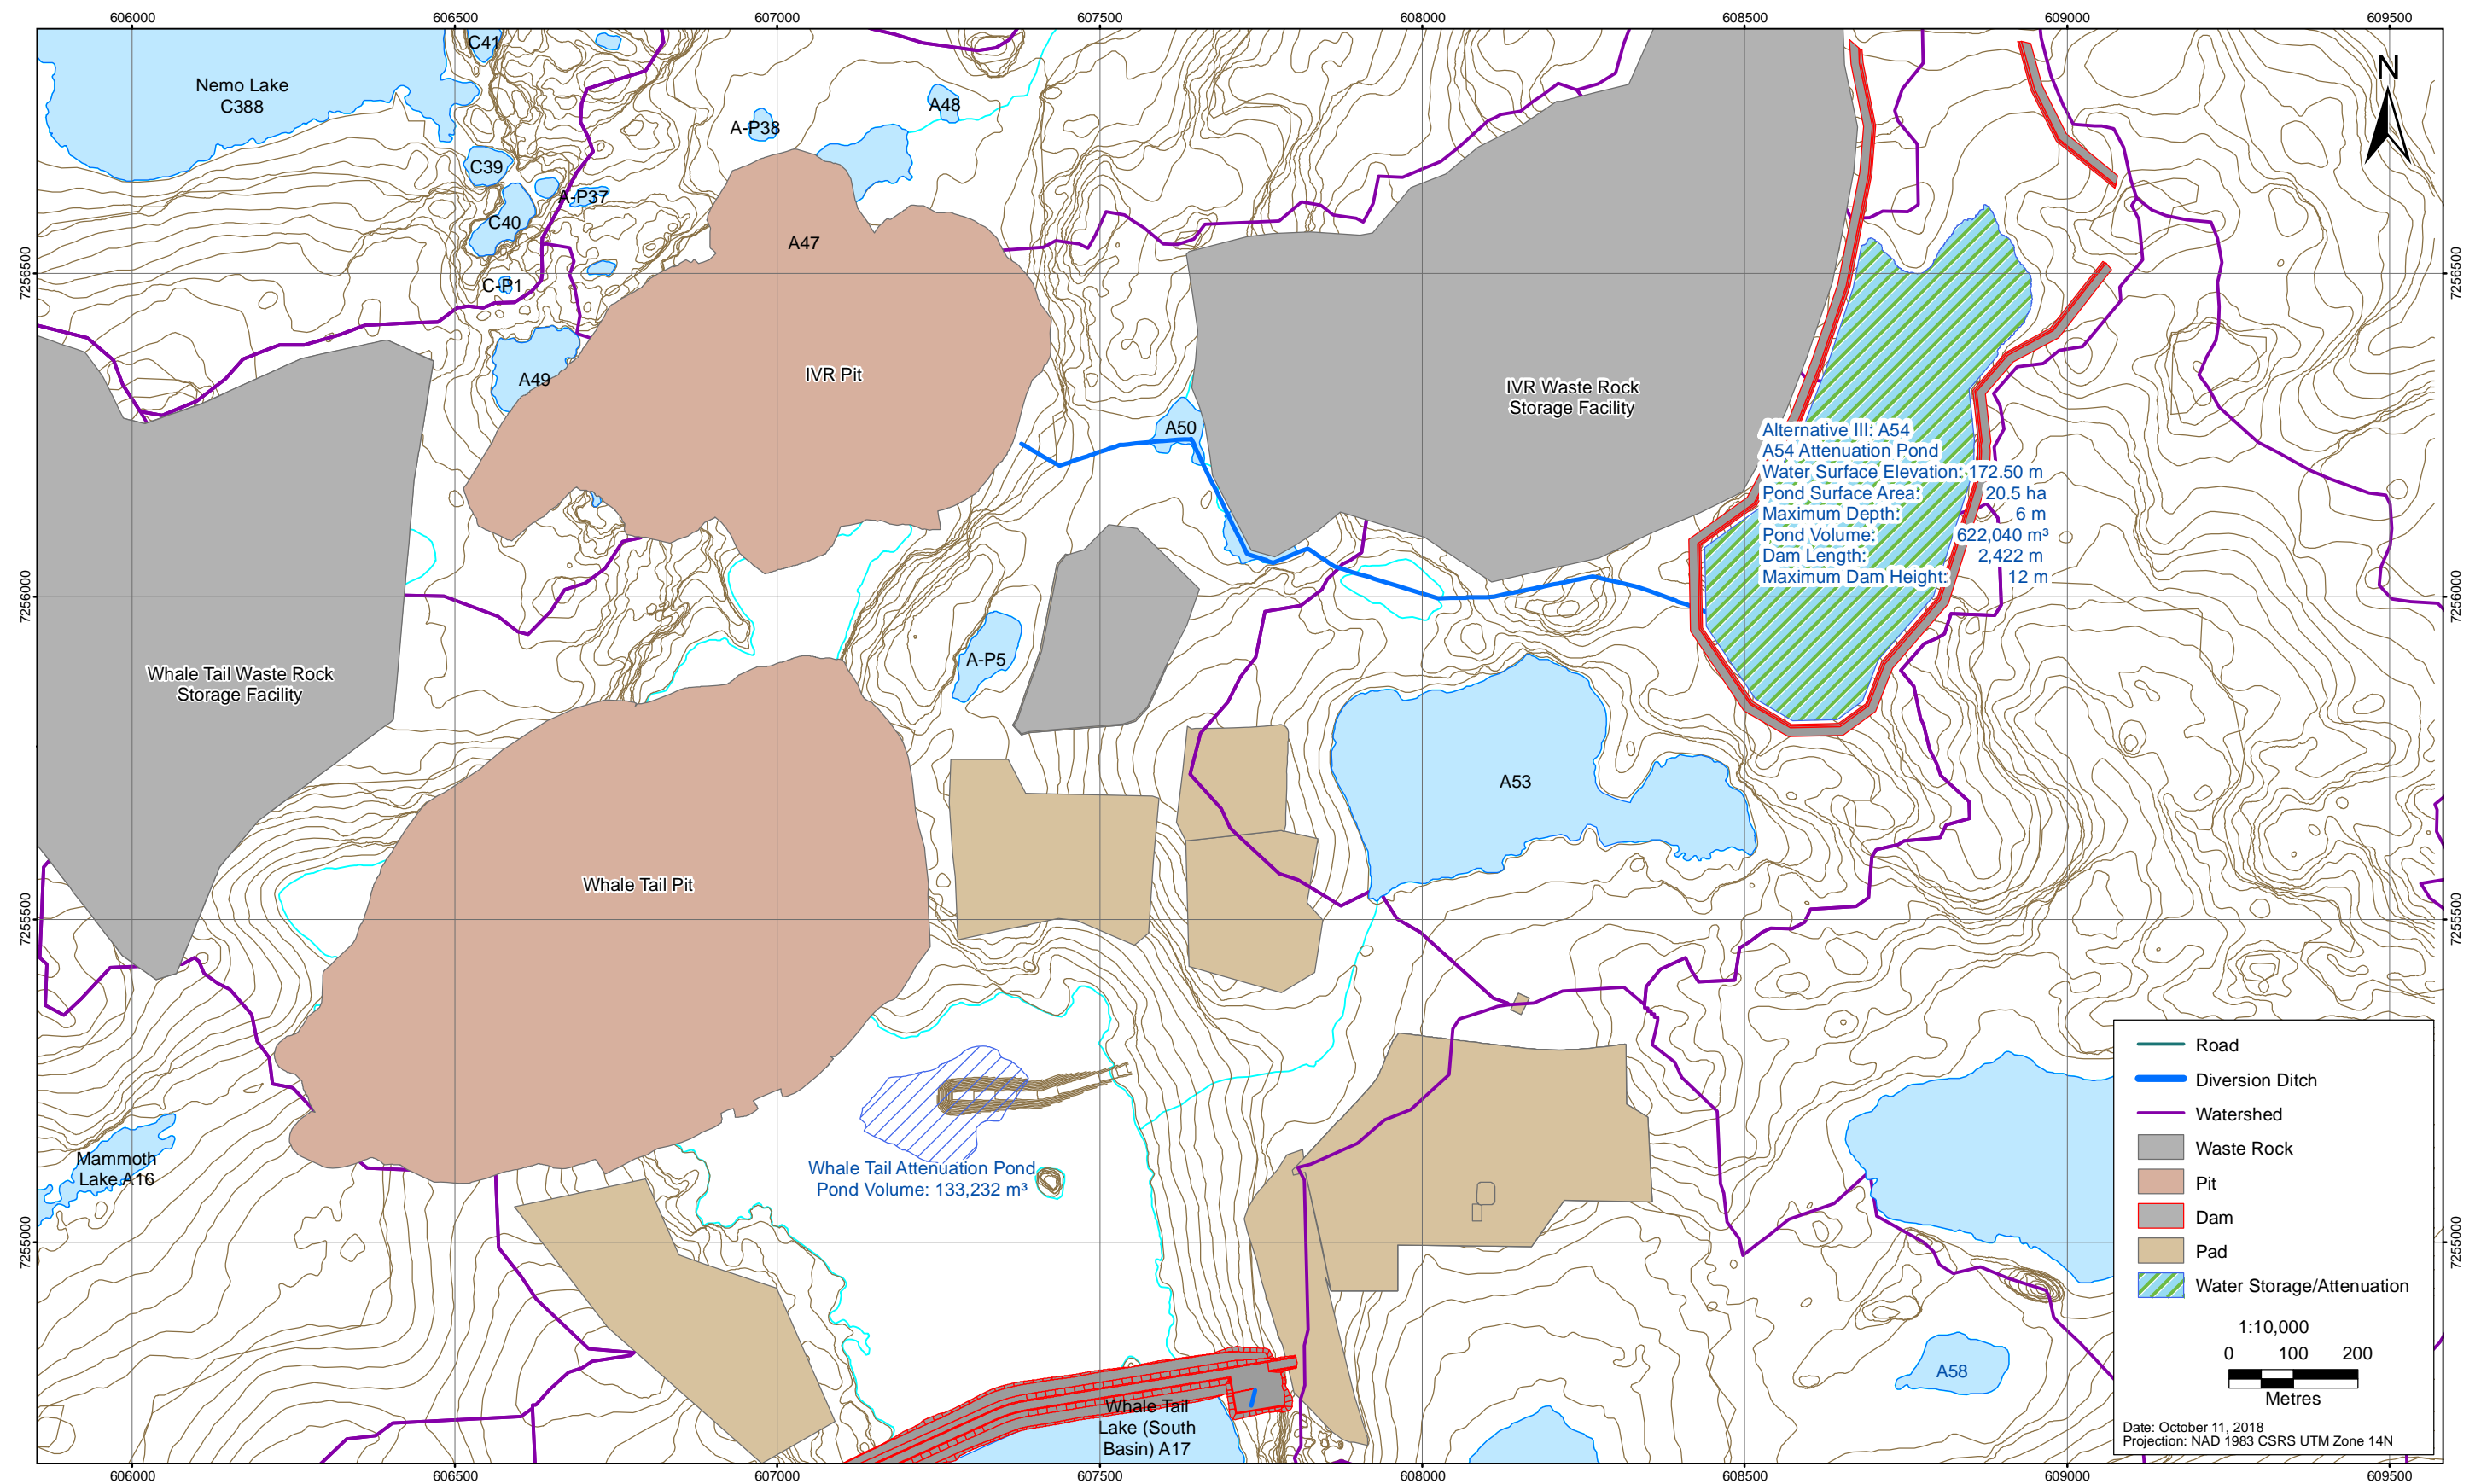 606000 606500 607000 607500 608000 608500 609000 609500
C41
Nemo Lake
C388
A-P38
A48
N
C39
A-P37
C40
A47
7256500
7256500
C-P1
A49
IVR Pit
IVR Waste Rock
Storage Facility
A50
Alternative III: A54
A54 Attenuation Pond
Water Surface Elevation: 172.50 m
Pond Surface Area: 20.5 ha
Maximum Depth: 6 m
Pond Volume: 622,040 m³
Dam Length: 2,422 m
Maximum Dam Height: 12 m
7256000
7256000
A-P5
Whale Tail Waste Rock
Storage Facility
A53
Whale Tail Pit
7255500
7255500
Mammoth
Lake A16
Whale Tail Attenuation Pond
Pond Volume: 133,232 m³
7255000
7255000
A58
Whale Tail
Lake (South
Basin) A17
Road
Diversion Ditch
Watershed
Waste Rock
Pit
Dam
Pad
Water Storage/Attenuation
1:10,000
0 100 200
Metres
Date: October 11, 2018
Projection: NAD 1983 CSRS UTM Zone 14N
606000 606500 607000 607500 608000 608500 609000 609500